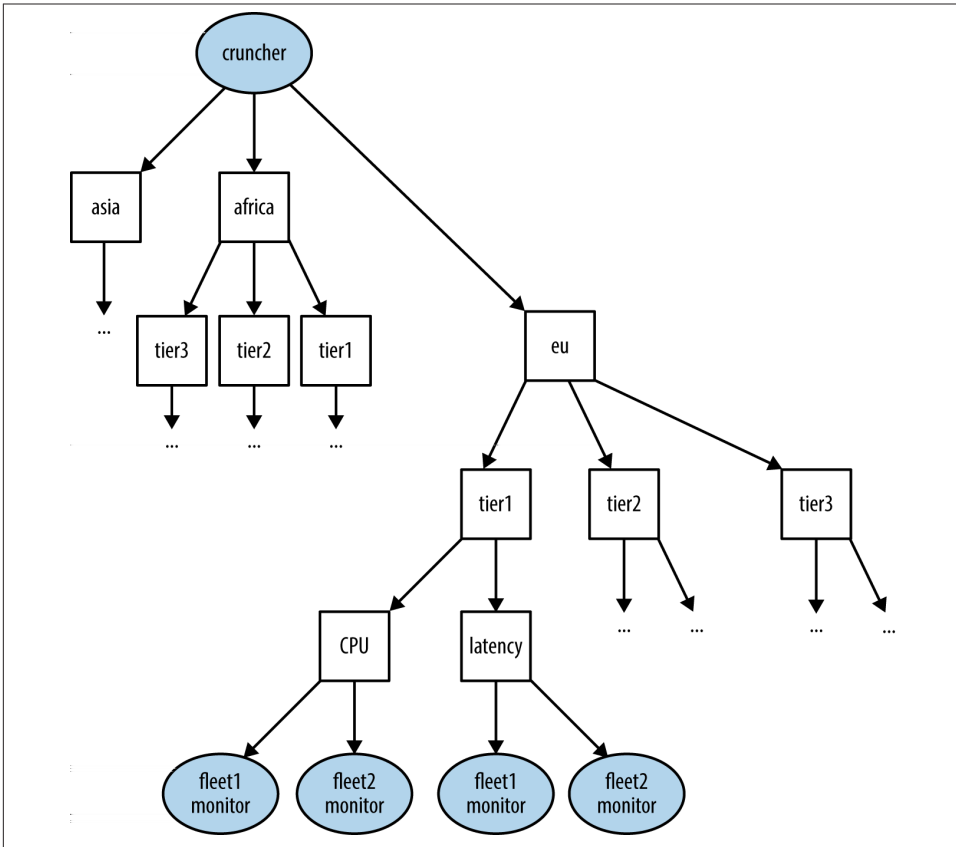 cruncher
asia
africa
...
tier3
tier2
tier1
eu
...
...
...
tier1
tier2
tier3
CPU
latency
...
...
...
...
fleet1
monitor
fleet2
monitor
fleet1
monitor
fleet2
monitor